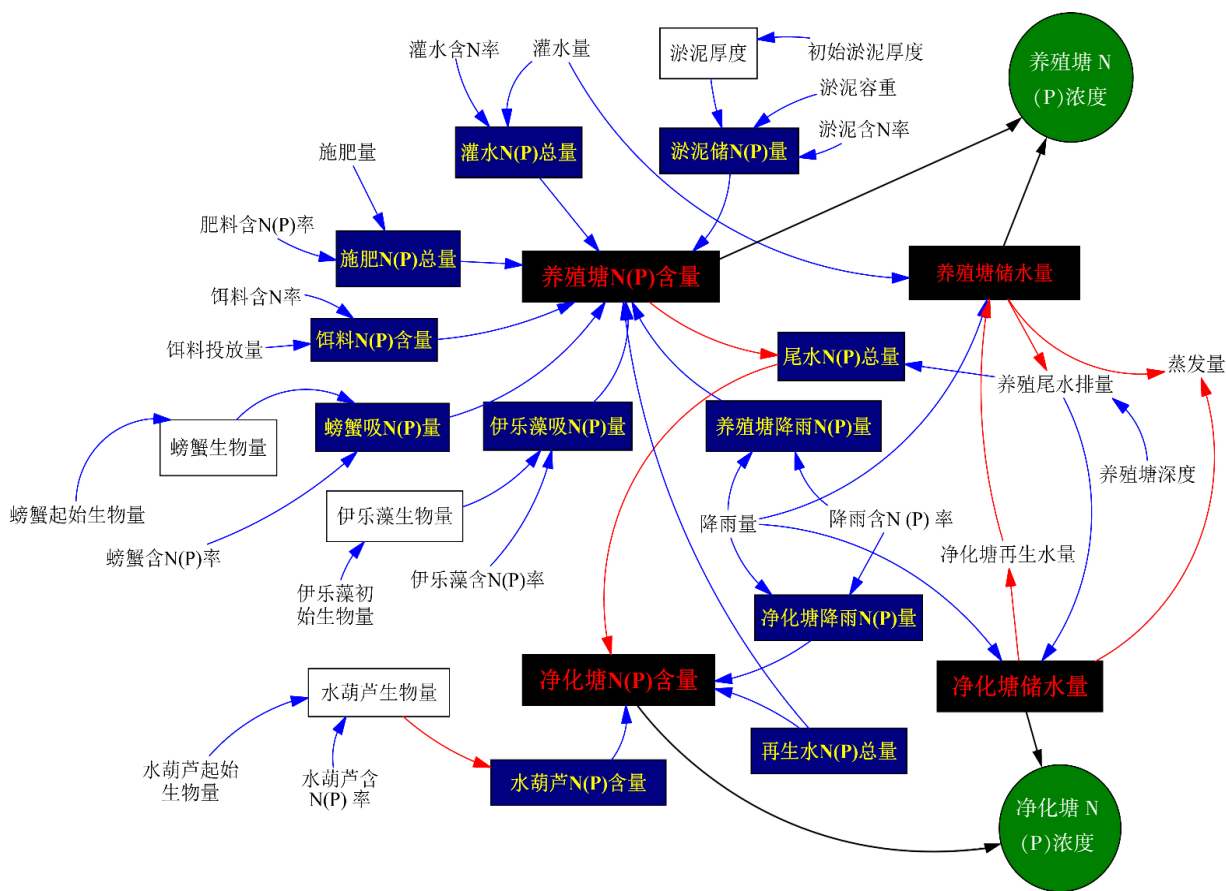 灌水含N率
灌水量
淤泥厚度
初始淤泥厚度
养殖塘 N
(P)浓度
淤泥容重
淤泥含N率
灌水N(P)总量
淤泥储N(P)量
施肥量
肥料含N(P)率
施肥N(P)总量
养殖塘N(P)含量
养殖塘储水量
饵料含N率
饵料投放量
饵料N(P)含量
尾水N(P)总量
养殖尾水排量
蒸发量
螃蟹生物量
螃蟹吸N(P)量
伊乐藻吸N(P)量
养殖塘降雨N(P)量
养殖塘深度
螃蟹起始生物量
螃蟹含N(P)率
伊乐藻生物量
降雨量
降雨含N (P) 率
净化塘再生水量
伊乐藻初
始生物量
伊乐藻含N(P)率
净化塘降雨N(P)量
水葫芦生物量
净化塘N(P)含量
净化塘储水量
水葫芦起始
生物量
水葫芦含
N(P) 率
水葫芦N(P)含量
再生水N(P)总量
净化塘 N
(P)浓度